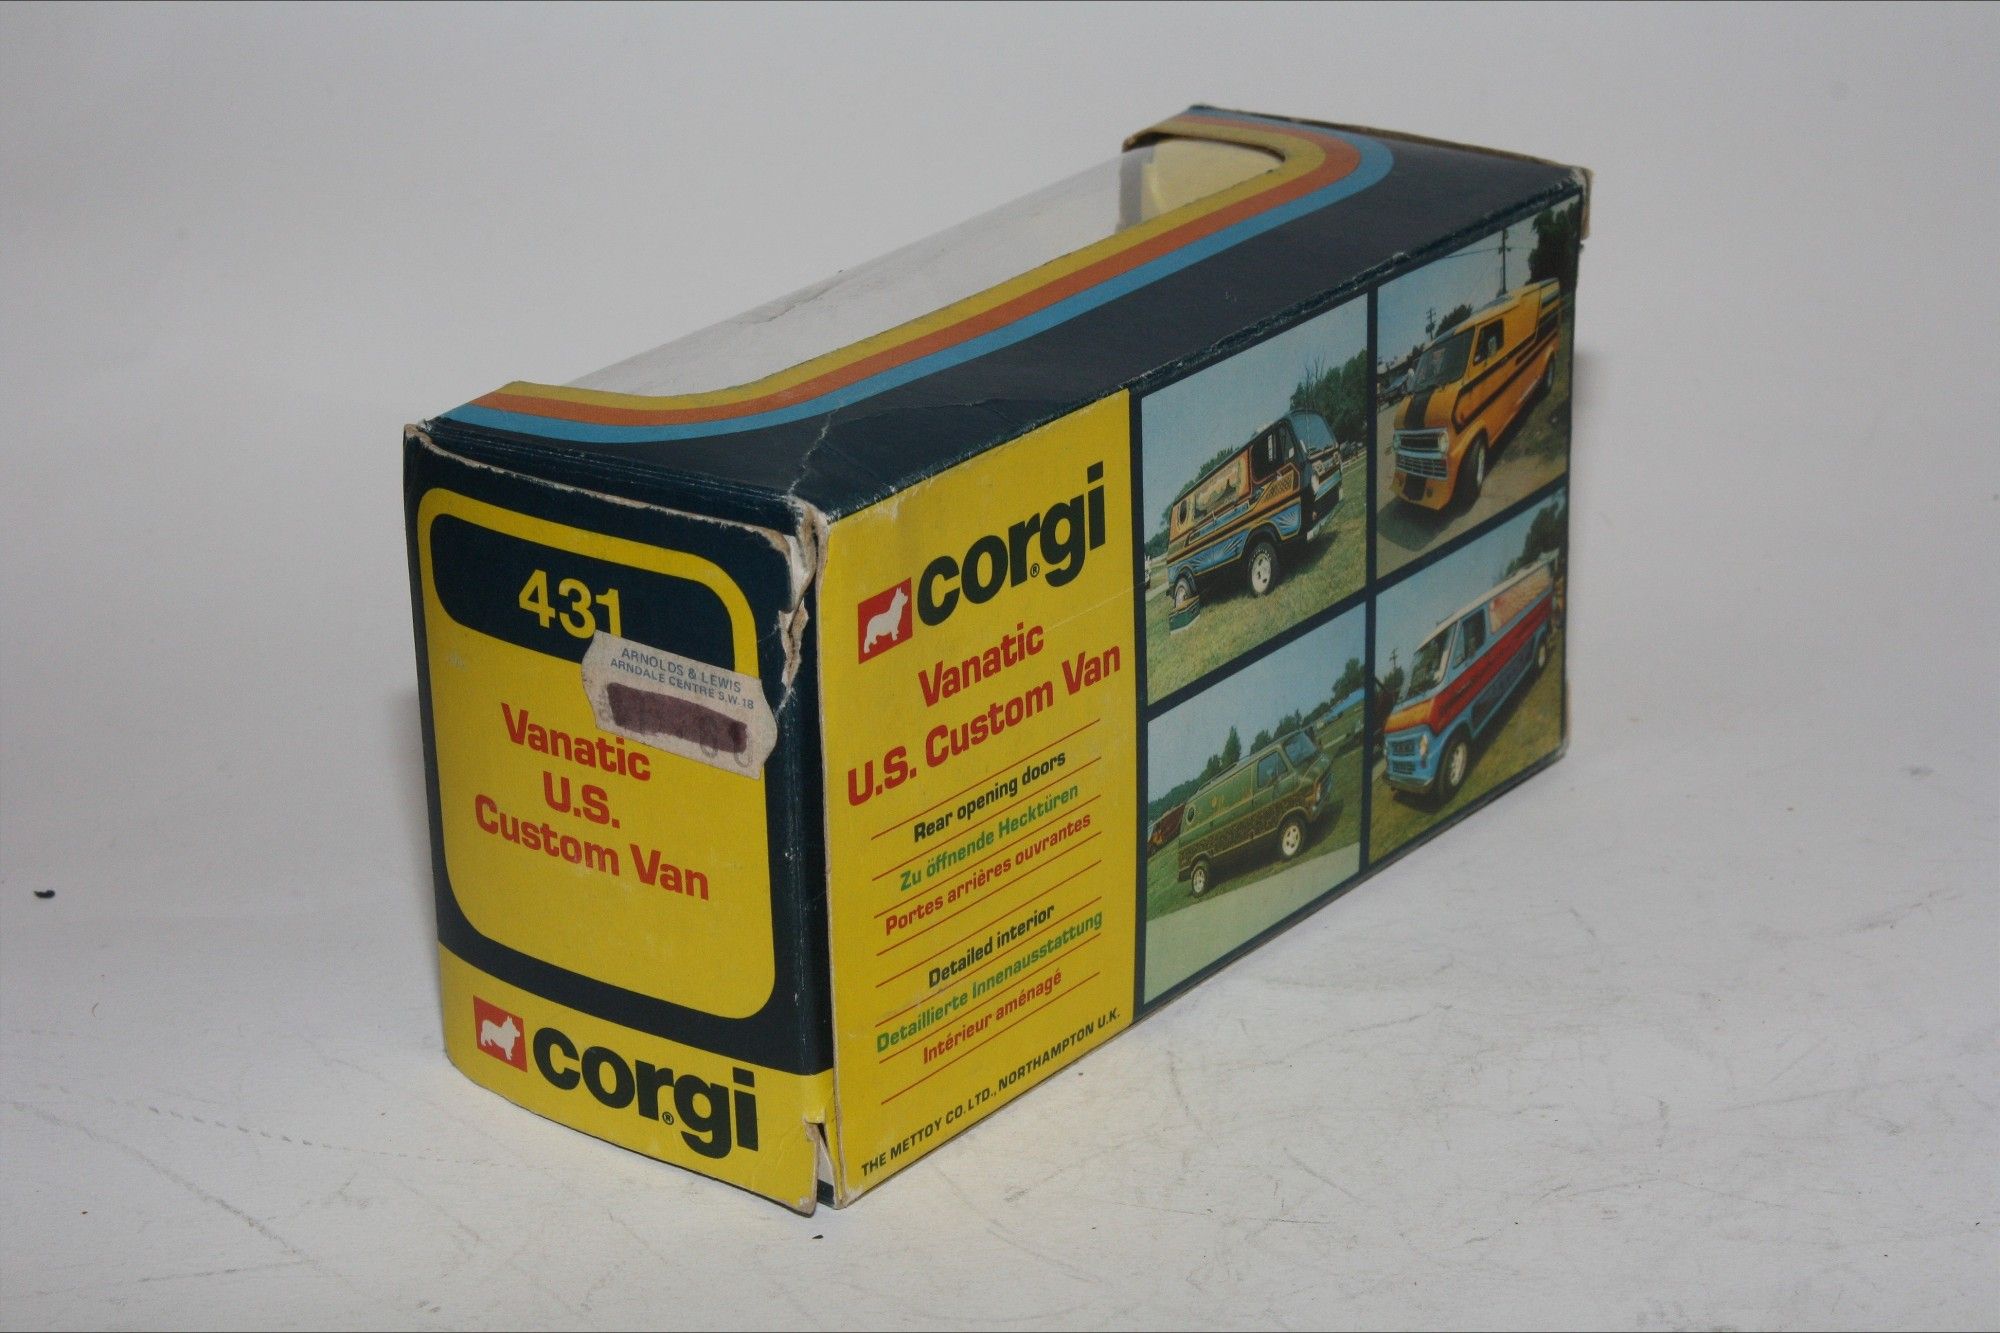 431
ARNOLDS & LEWIS
ARNDALE CENTRE S.W.18
Vanatic
U.S.
Custom Van
corgi®
corgi®
Vanatic
U.S. Custom Van
Rear opening doors
Zu öffnende Hecktüren
Portes arrières ouvrantes
Detailed interior
Detaillierte Innenausstattung
Intérieur aménagé
THE METTOY CO. LTD., NORTHAMPTON U.K.